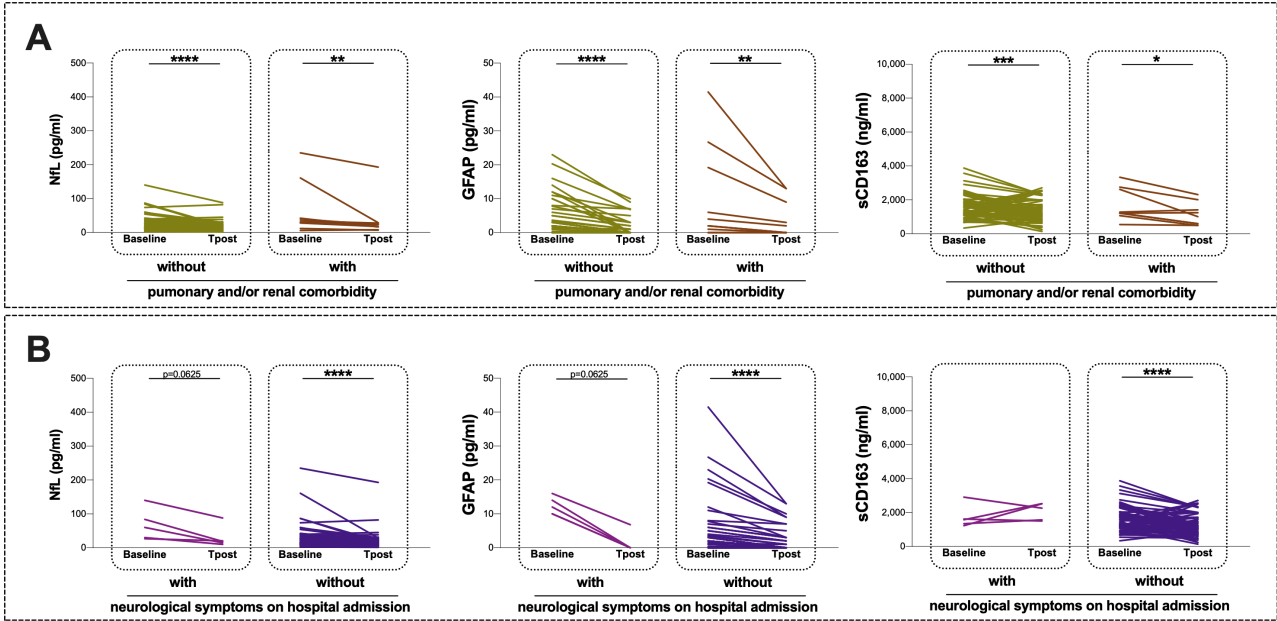 A
NfL (pg/ml)
500
400
300
200
100
0
****
**
Baseline Tpost
Baseline Tpost
without
with
pumonary and/or renal comorbidity
GFAP (pg/ml)
50
40
30
20
10
0
****
**
Baseline Tpost
Baseline Tpost
without
with
pumonary and/or renal comorbidity
sCD163 (ng/ml)
10,000
8,000
6,000
4,000
2,000
0
***
*
Baseline Tpost
Baseline Tpost
without
with
pumonary and/or renal comorbidity
B
NfL (pg/ml)
500
400
300
200
100
0
p=0.0625
****
Baseline Tpost
Baseline Tpost
with
without
neurological symptoms on hospital admission
GFAP (pg/ml)
50
40
30
20
10
0
p=0.0625
****
Baseline Tpost
Baseline Tpost
with
without
neurological symptoms on hospital admission
sCD163 (ng/ml)
10,000
8,000
6,000
4,000
2,000
0
****
Baseline Tpost
Baseline Tpost
with
without
neurological symptoms on hospital admission